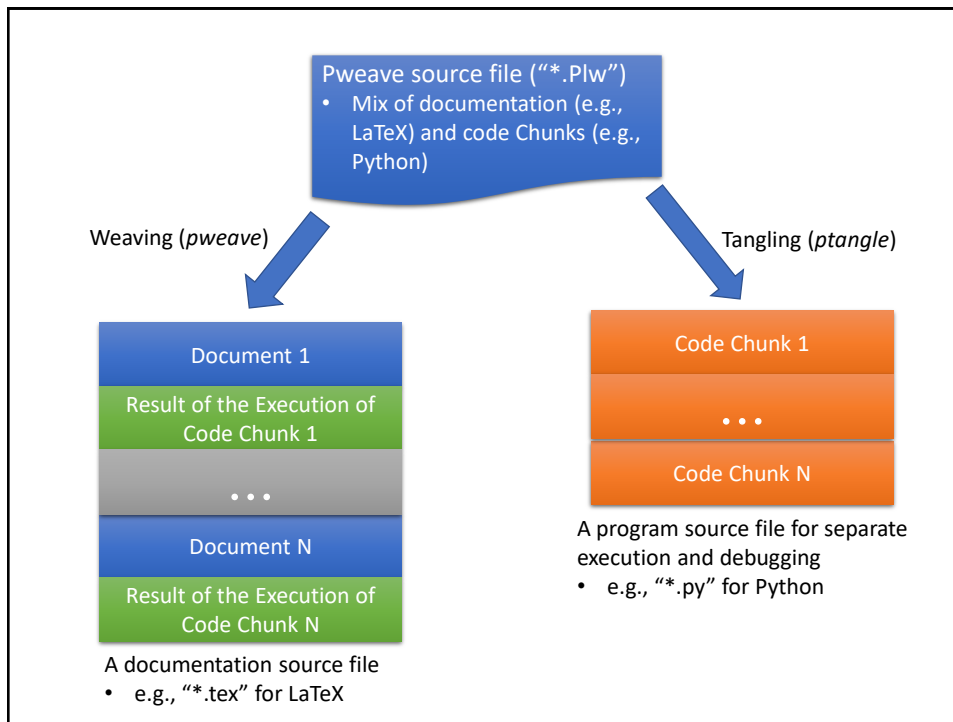 Pweave source file (“*.Plw”)
• Mix of documentation (e.g.,
LaTeX) and code Chunks (e.g.,
Python)
Weaving (pweave)
Tangling (ptangle)
Document 1
Result of the Execution of
Code Chunk 1
...
Document N
Result of the Execution of
Code Chunk N
A documentation source file
• e.g., “*.tex” for LaTeX
Code Chunk 1
...
Code Chunk N
A program source file for separate
execution and debugging
• e.g., “*.py” for Python